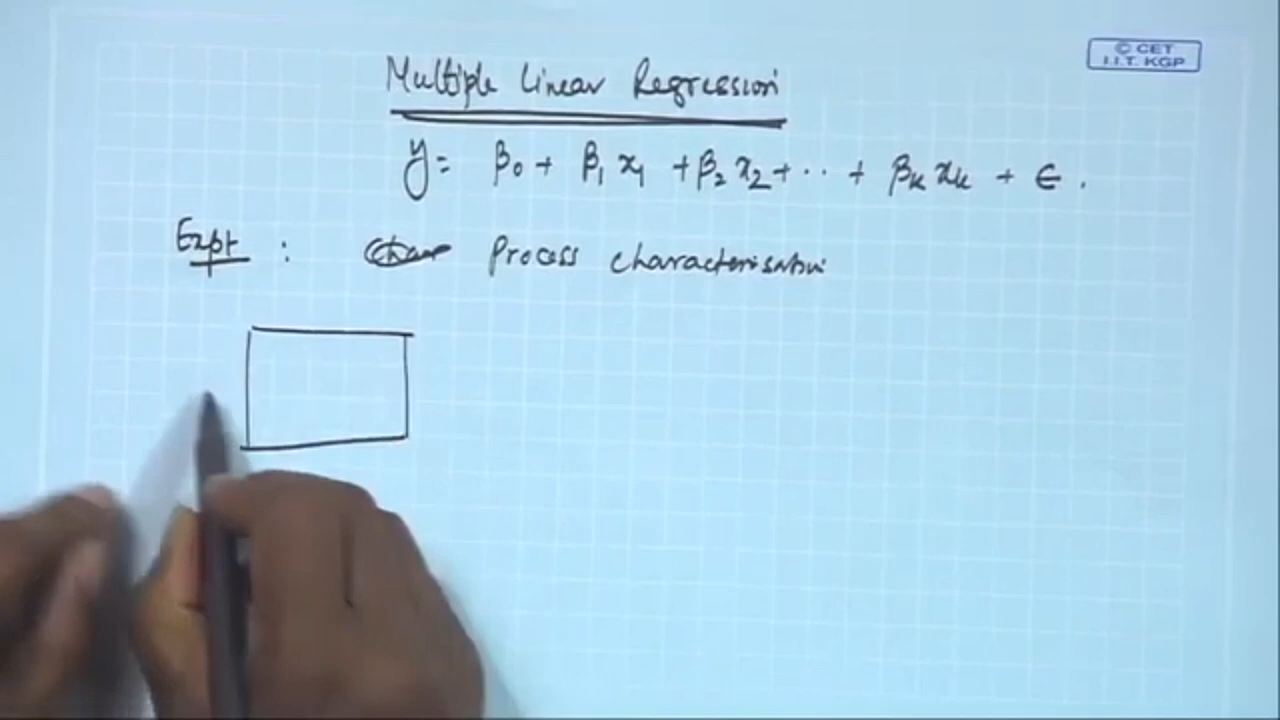 © CET
I.I.T. KGP
Multiple Linear Regression
y = β₀ + β₁ x₁ + β₂ x₂ + ·· + βₖ xₖ + ϵ .
Expt : Process characterisation